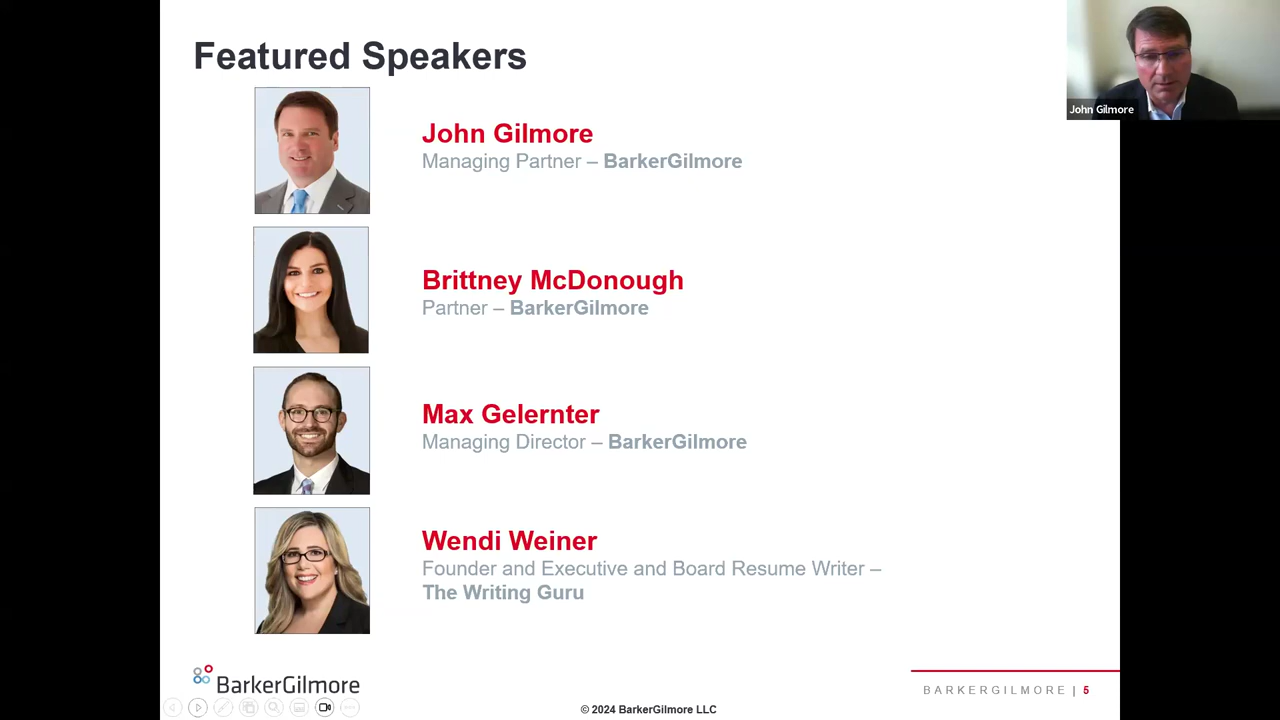 Featured Speakers
John Gilmore
John Gilmore
Managing Partner – BarkerGilmore
Brittney McDonough
Partner – BarkerGilmore
Max Gelernter
Managing Director – BarkerGilmore
Wendi Weiner
Founder and Executive and Board Resume Writer –
The Writing Guru
BarkerGilmore
BARKERGILMORE | 5
© 2024 BarkerGilmore LLC